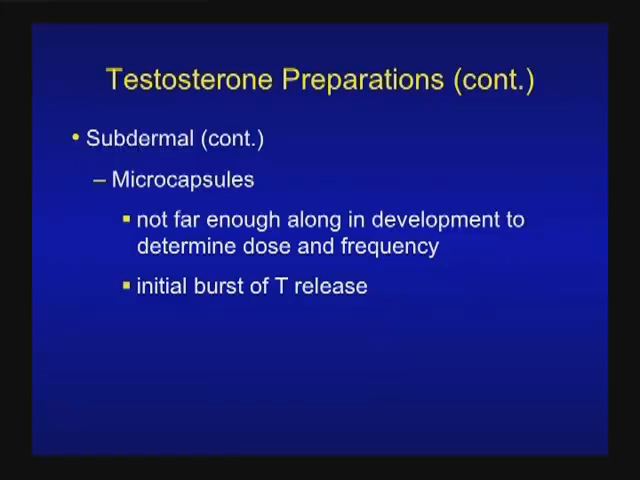 Testosterone Preparations (cont.)
• Subdermal (cont.)
– Microcapsules
▪ not far enough along in development to
determine dose and frequency
▪ initial burst of T release